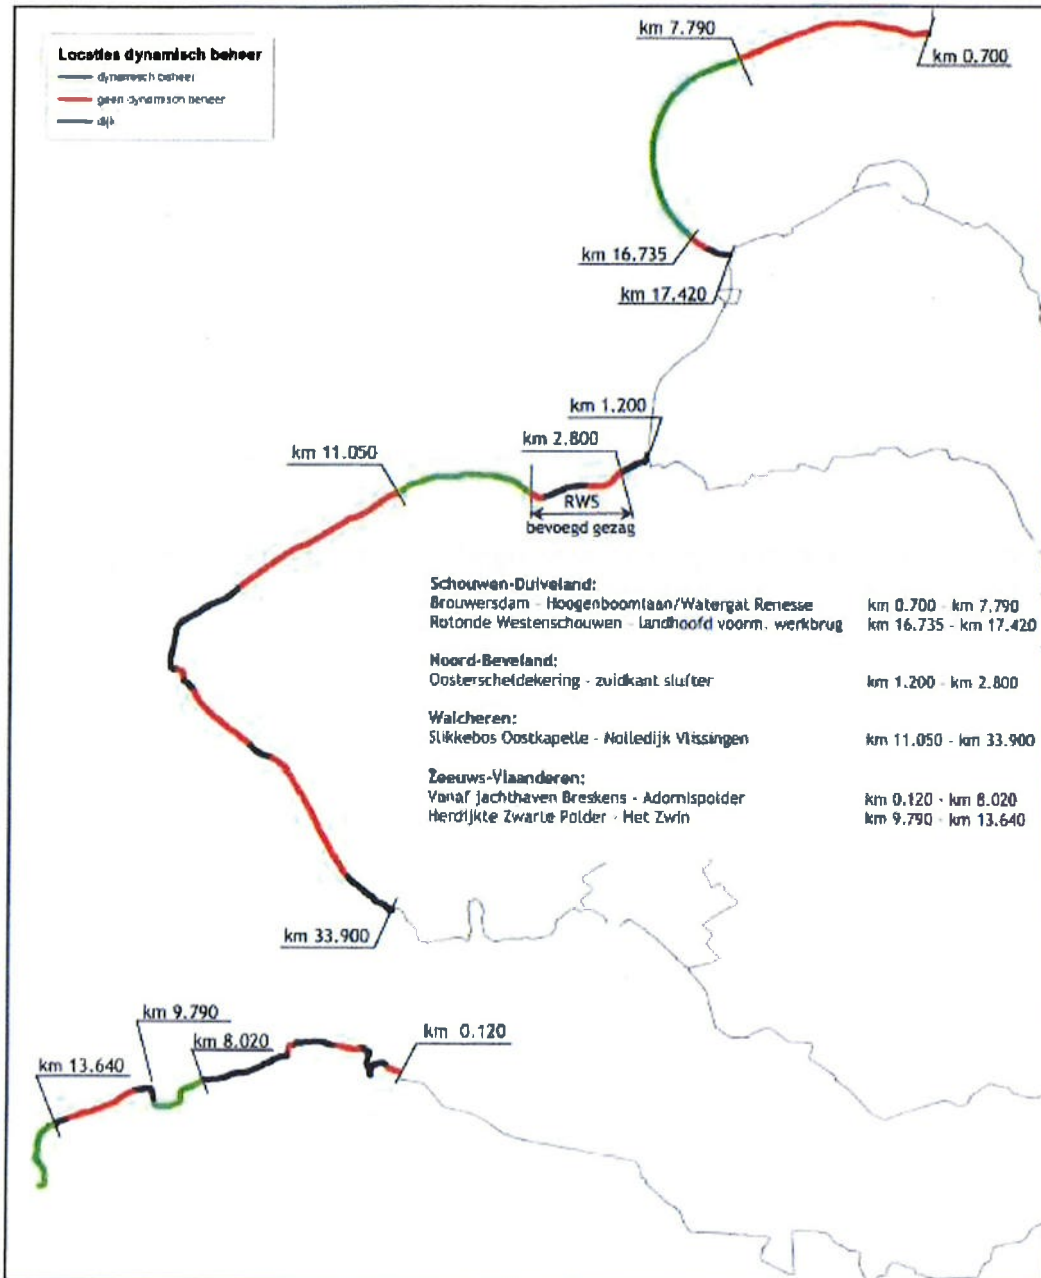 Locaties dynamisch beheer
dynamisch beheer
geen dynamisch beheer
dijk
km 7.790
km 0.700
km 16.735
km 17.420
km 1.200
km 2.800
km 11.050
RWS
bevoegd gezag
Schouwen-Duiveland:
Brouwersdam - Hoogenboomlaan/Watergat Renesse km 0.700 - km 7.790
Rotonde Westenschouwen - landhoofd voorm. werkbrug km 16.735 - km 17.420
Noord-Beveland:
Oosterscheldekering - zuidkant slufter km 1.200 - km 2.800
Walcheren:
Slikkebos Oostkapelle - Nolledijk Vlissingen km 11.050 - km 33.900
Zeeuws-Vlaanderen:
Vanaf jachthaven Breskens - Adornispolder km 0.120 - km 8.020
Herdijkte Zwarte Polder - Het Zwin km 9.790 - km 13.640
km 33.900
km 9.790
km 8.020
km 0.120
km 13.640